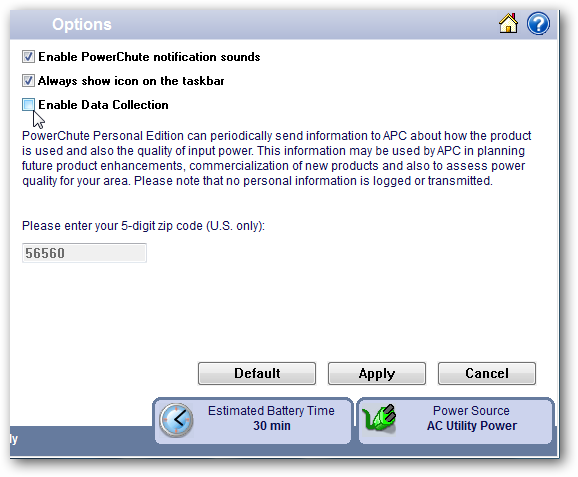 Options
Enable PowerChute notification sounds
Always show icon on the taskbar
Enable Data Collection
PowerChute Personal Edition can periodically send information to APC about how the product
is used and also the quality of input power. This information may be used by APC in planning
future product enhancements, commercialization of new products and also to assess power
quality for your area. Please note that no personal information is logged or transmitted.
Please enter your 5-digit zip code (U.S. only):
56560
Default Apply Cancel
Estimated Battery Time
30 min
Power Source
AC Utility Power
ly